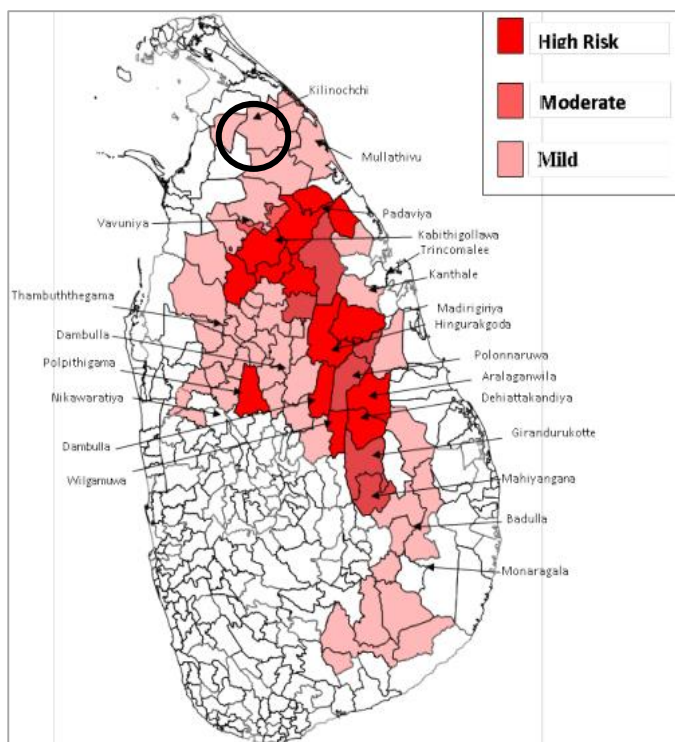 High Risk
Moderate
Mild
Kilinochchi
Mullathivu
Vavuniya
Padaviya
Kabithigollawa
Trincomalee
Kanthale
Thambuththegama
Madirigiriya
Hingurakgoda
Dambulla
Polonnaruwa
Polpithigama
Aralaganwila
Nikawaratiya
Dehiattakandiya
Girandurukotte
Dambulla
Wilgamuwa
Mahiyangana
Badulla
Monaragala